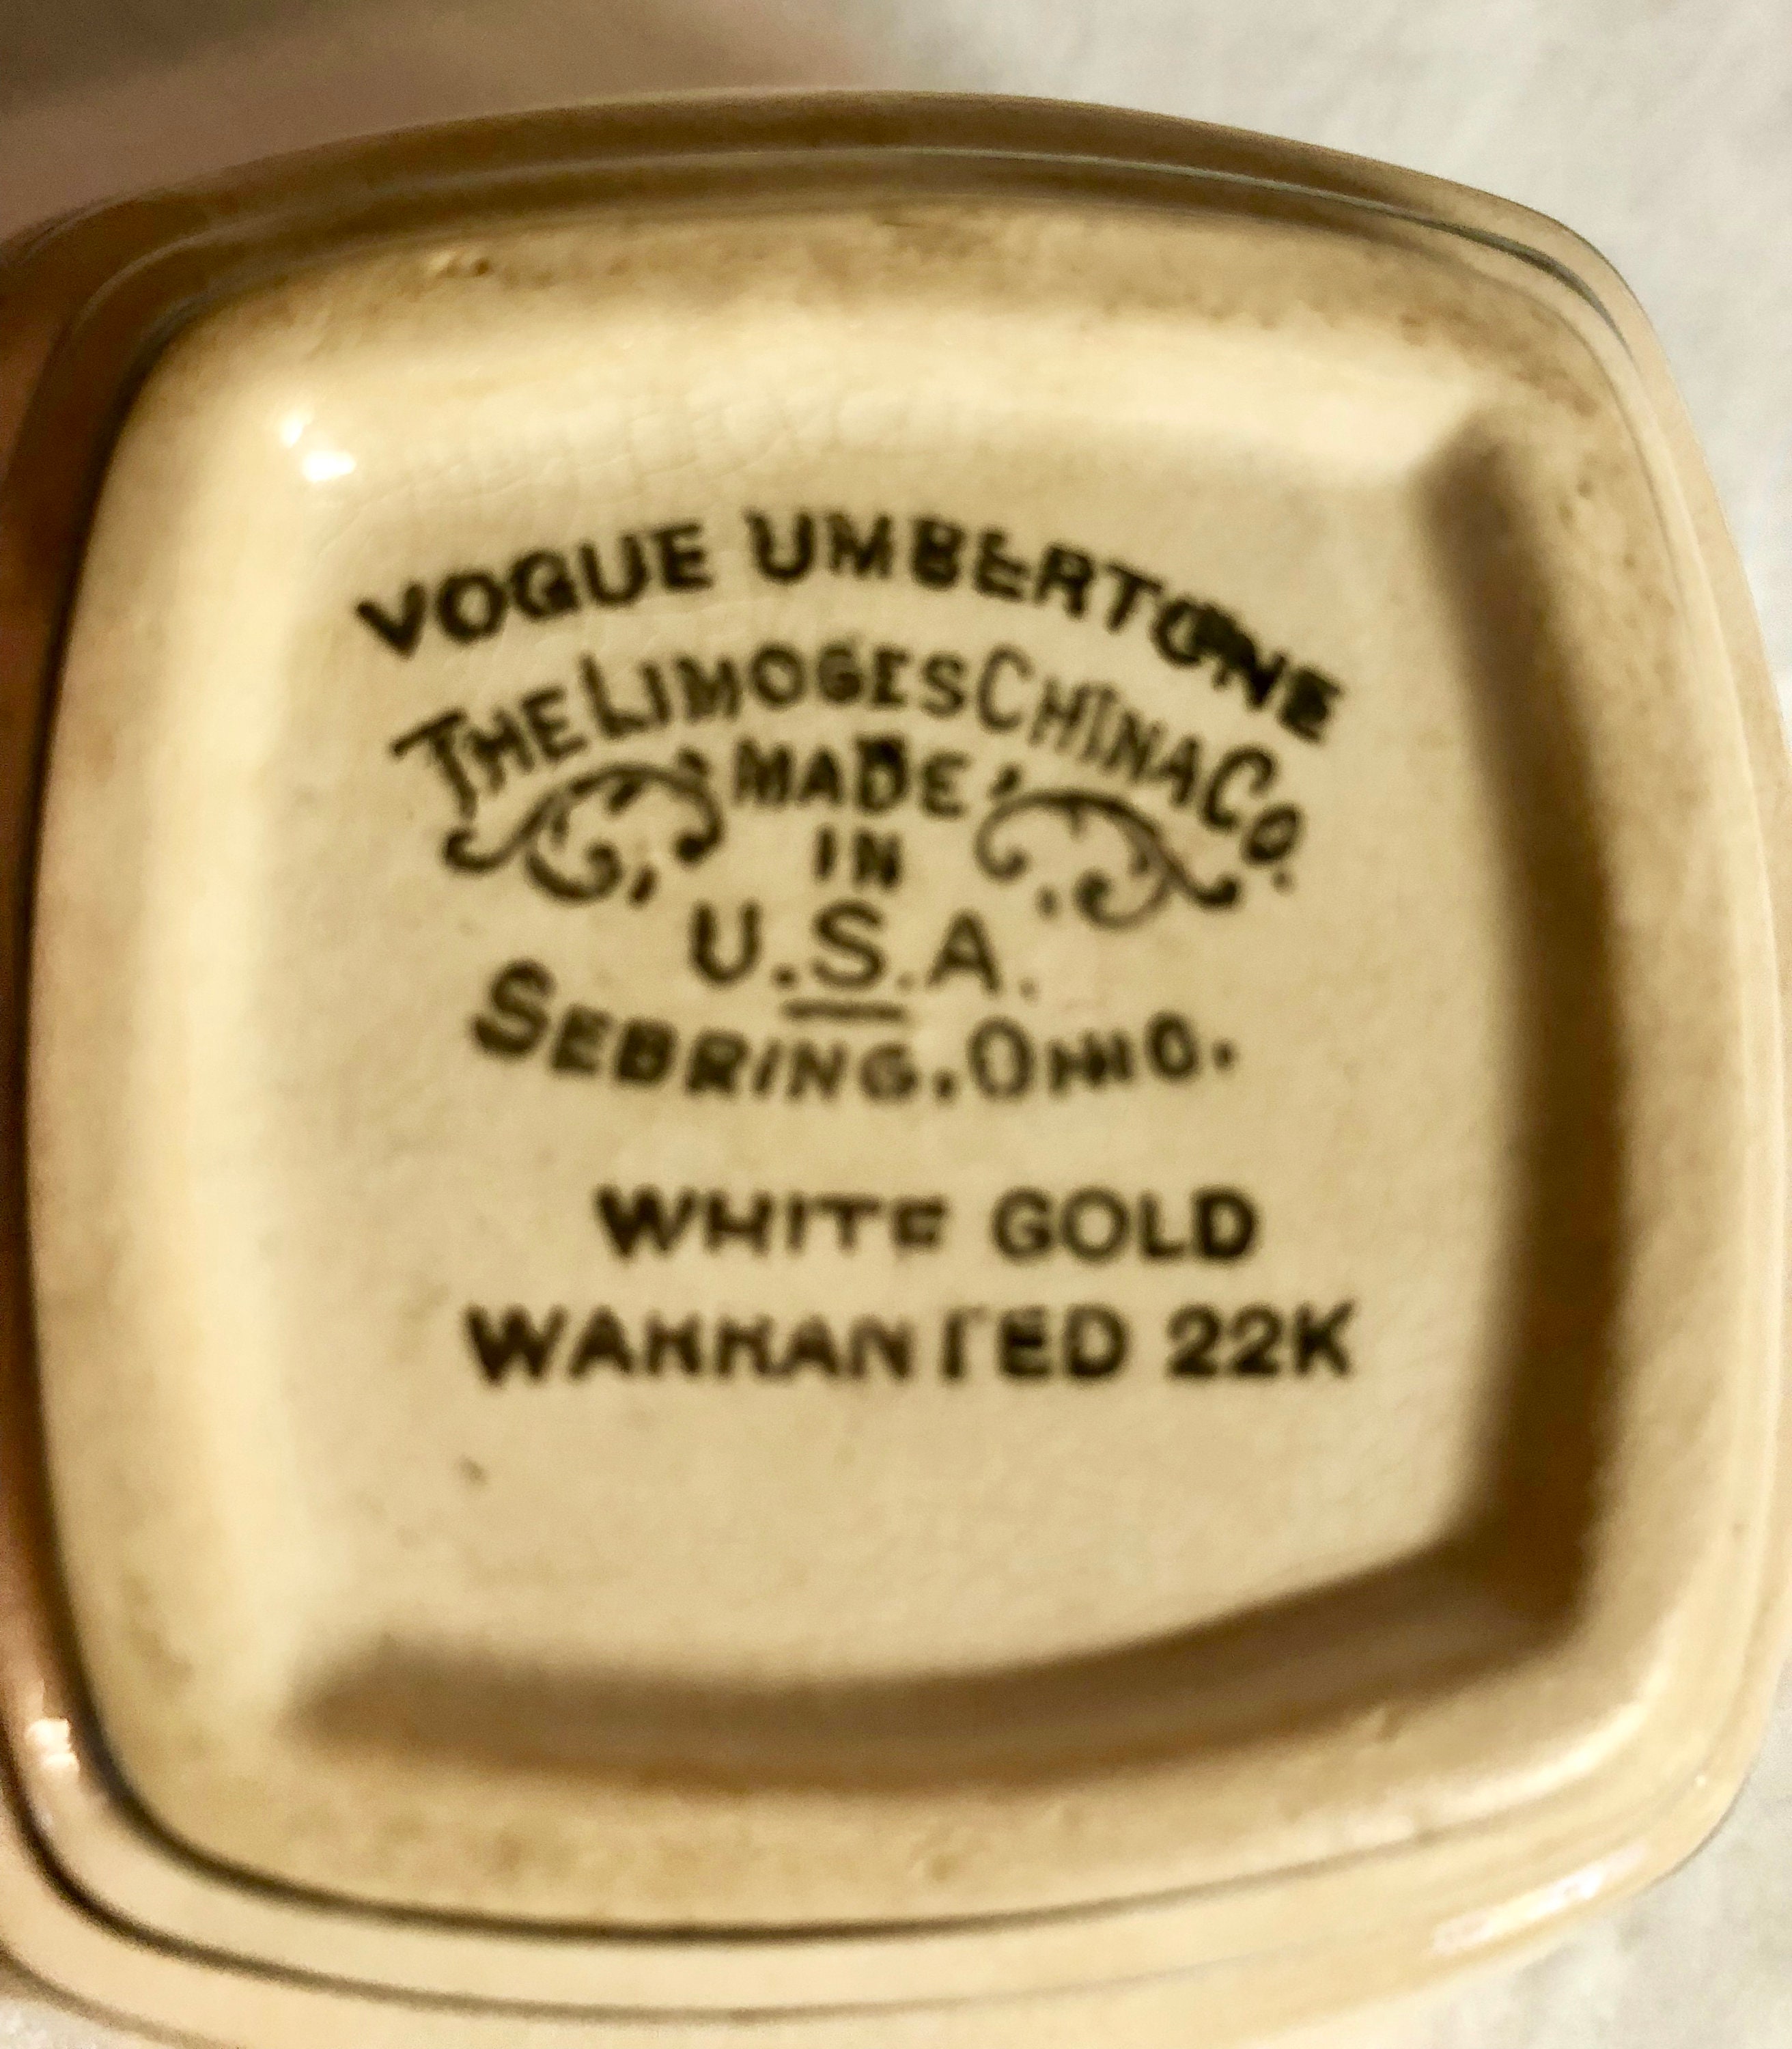 VOGUE UMBERTONE
THE LIMOGES CHINA CO.
MADE
IN
U.S.A.
SEBRING, OHIO.
WHITE GOLD
WARRANTED 22K